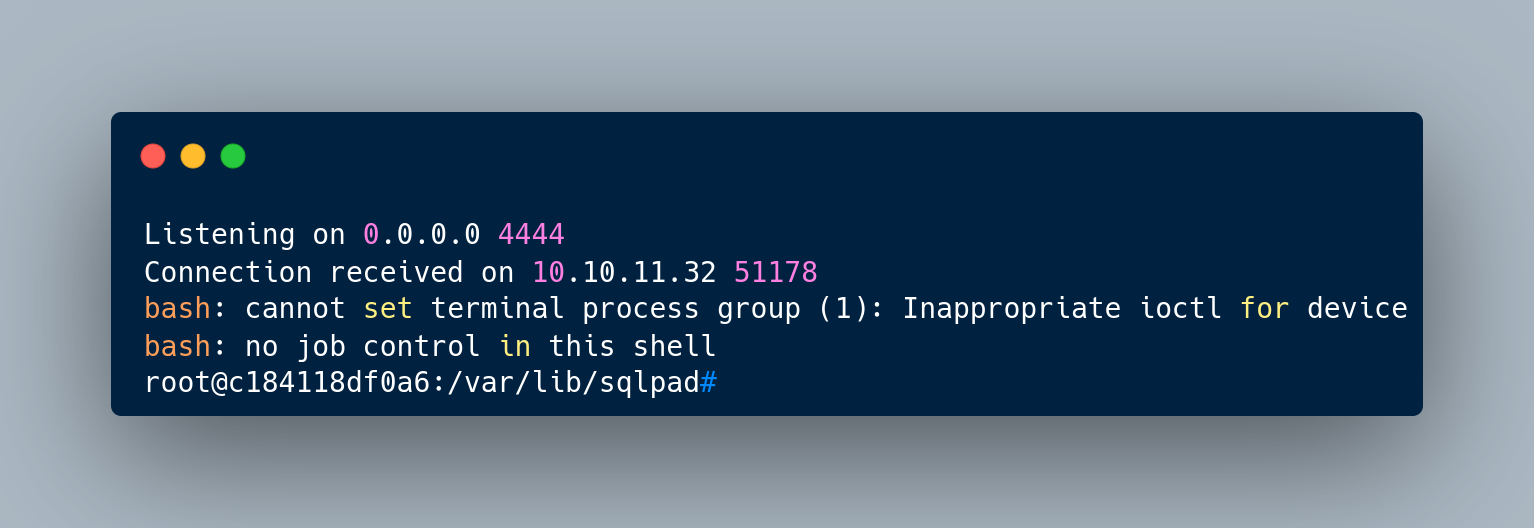 Listening on 0.0.0.0 4444
Connection received on 10.10.11.32 51178
bash: cannot set terminal process group (1): Inappropriate ioctl for device
bash: no job control in this shell
root@c184118df0a6:/var/lib/sqlpad#